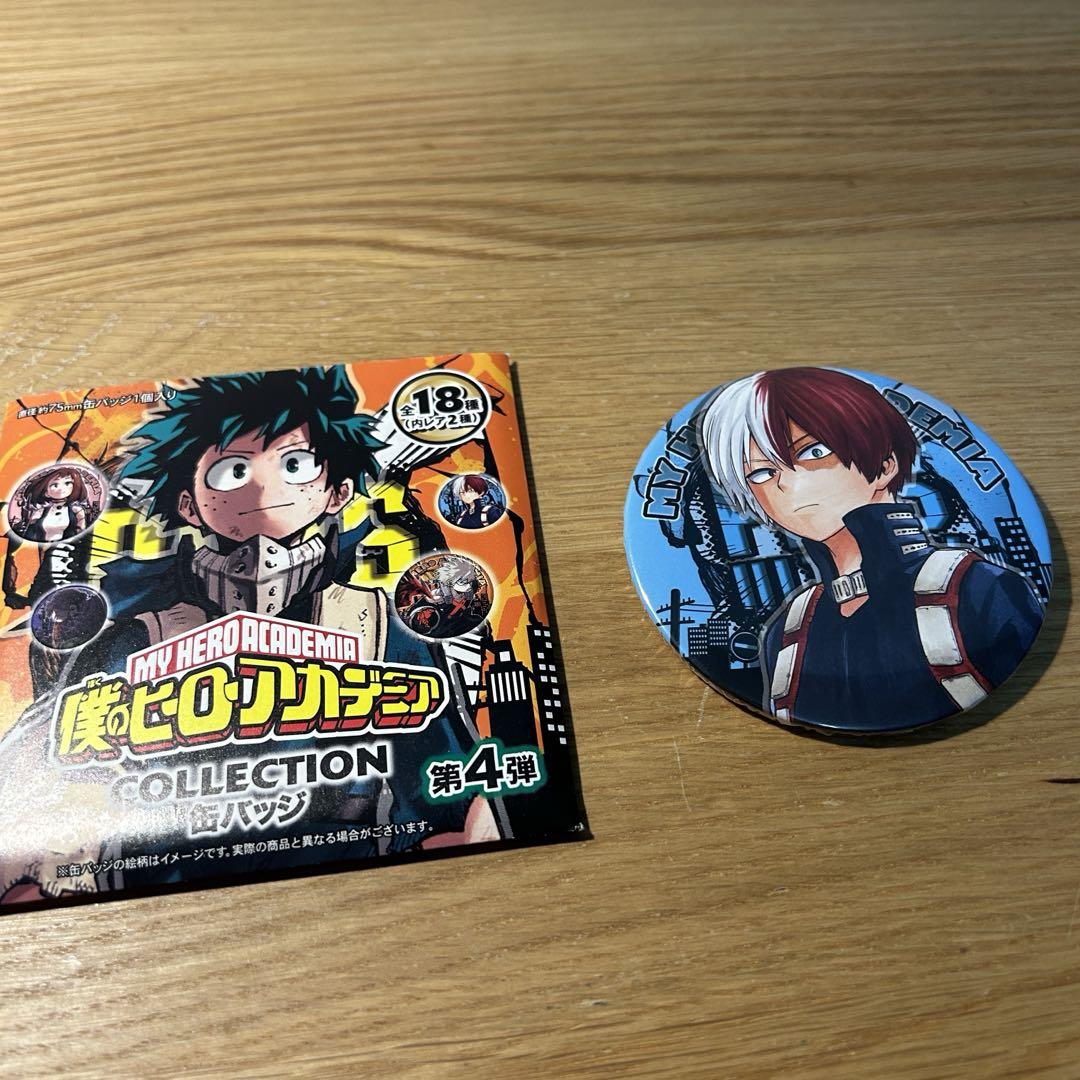 直径約75mm缶バッジ1個入り
全18種
(内レア2種)
MY HERO ACADEMIA
ぼく
僕のヒーローアカデミア
COLLECTION
缶バッジ
第4弾
※缶バッジの絵柄はイメージです。実際の商品と異なる場合がございます。
MY H
DEMIA